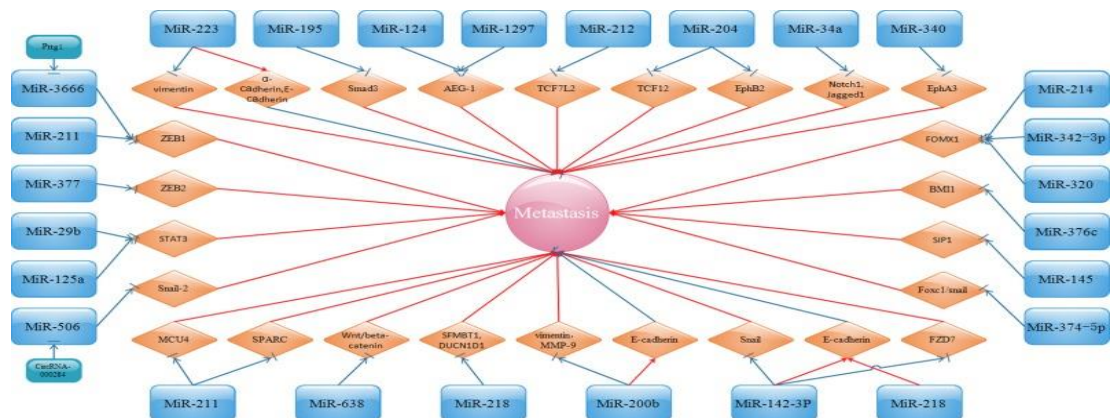 MiR-223
MiR-195
MiR-124
MiR-1297
MiR-212
MiR-204
MiR-34a
MiR-340
Png1
MiR-3666
MiR-211
MiR-377
MiR-29b
MiR-125a
MiR-506
CircRNA-
000284
vimentin
α-
CBdherin,E-
CBdherin
Smad3
AEG-1
TCF7L2
TCF12
EphB2
Notch1,
Jagged1
EphA3
ZEB1
ZEB2
STAT3
Snail-2
Metastasis
FOMX1
BMI1
SIP1
Foxc1/snail
MiR-214
MiR-342-3p
MiR-320
MiR-376c
MiR-145
MiR-374-5p
MCU4
SPARC
Wnt/beta-
catenin
SFMBT1,
DUCN1D1
vimentin-
MMP-9
E-cadherin
Snail
E-cadherin
FZD7
MiR-211
MiR-638
MiR-218
MiR-200b
MiR-142-3P
MiR-218